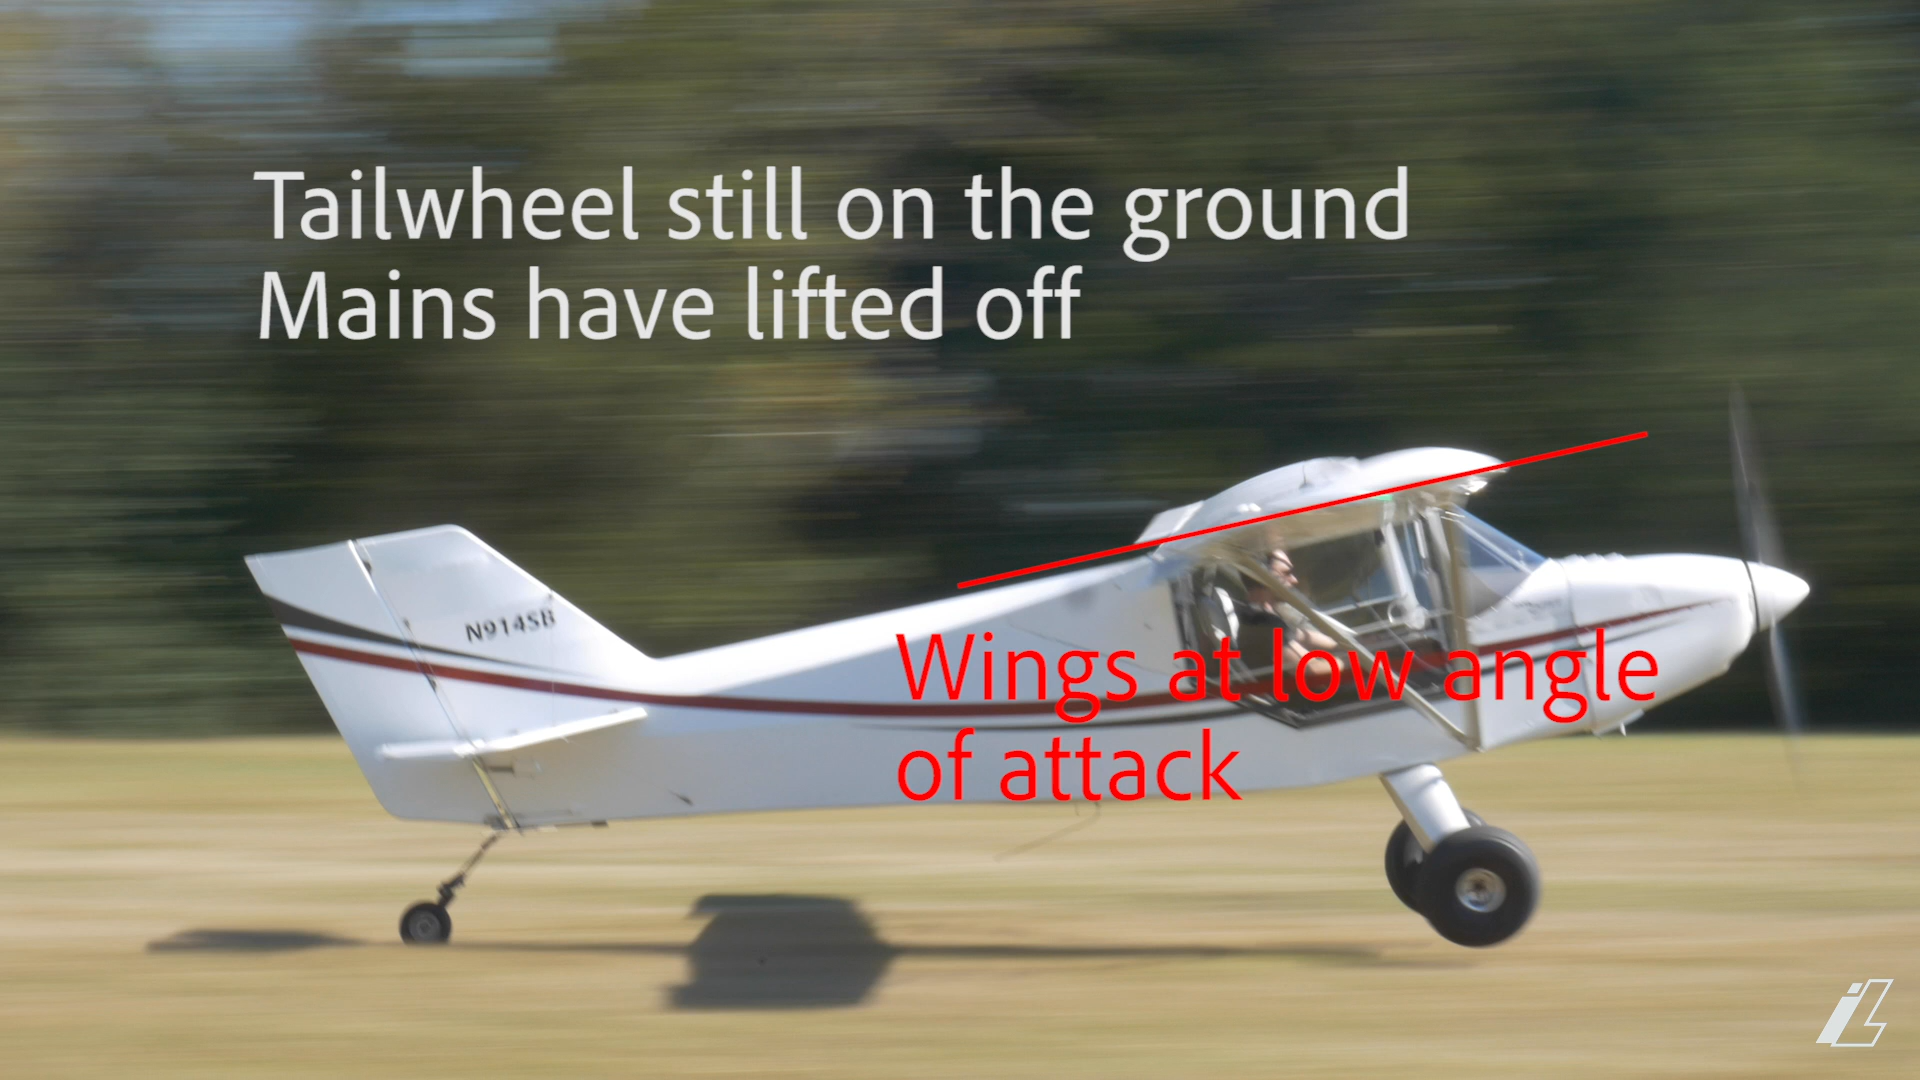 Tailwheel still on the ground
Mains have lifted off
N914SB
Wings at low angle
of attack